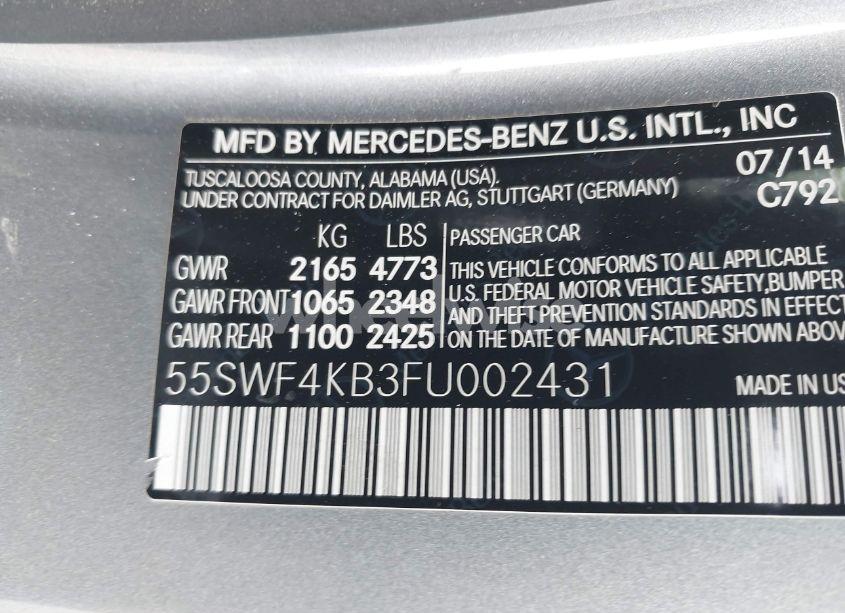 MFD BY MERCEDES-BENZ U.S. INTL., INC
TUSCALOOSA COUNTY, ALABAMA (USA). 07/14
UNDER CONTRACT FOR DAIMLER AG, STUTTGART (GERMANY) C792
KG LBS PASSENGER CAR
GVWR 2165 4773 THIS VEHICLE CONFORMS TO ALL APPLICABLE
GAWR FRONT 1065 2348 U.S. FEDERAL MOTOR VEHICLE SAFETY, BUMPER,
GAWR REAR 1100 2425 AND THEFT PREVENTION STANDARDS IN EFFECT
ON THE DATE OF MANUFACTURE SHOWN ABOV
55SWF4KB3FU002431 MADE IN US